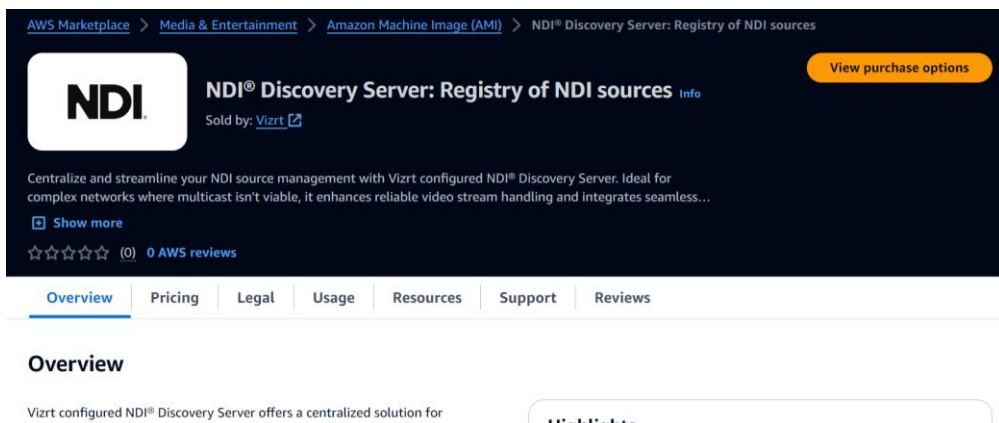 AWS Marketplace > Media & Entertainment > Amazon Machine Image (AMI) > NDI® Discovery Server: Registry of NDI sources
View purchase options
NDI.
NDI® Discovery Server: Registry of NDI sources Info
Sold by: Vizrt
Centralize and streamline your NDI source management with Vizrt configured NDI® Discovery Server. Ideal for
complex networks where multicast isn't viable, it enhances reliable video stream handling and integrates seamless...
Show more
(0) 0 AWS reviews
Overview Pricing Legal Usage Resources Support Reviews
Overview
Vizrt configured NDI® Discovery Server offers a centralized solution for
Highlights